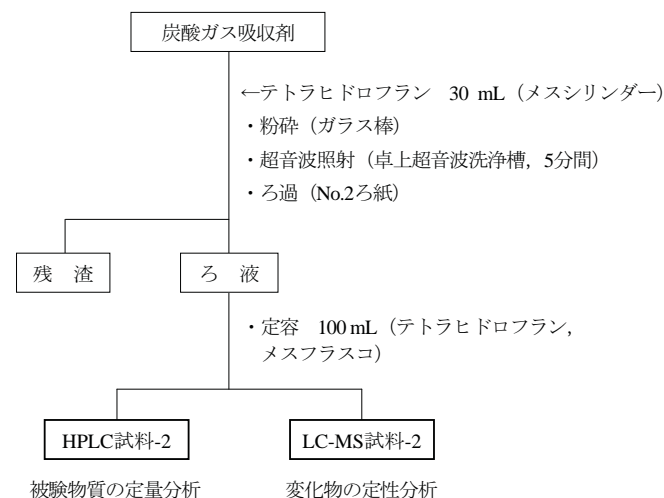 炭酸ガス吸収剤
←テトラヒドロフラン　30 mL（メスシリンダー）
・粉砕（ガラス棒）
・超音波照射（卓上超音波洗浄槽，5分間）
・ろ過（No.2ろ紙）
残　渣
ろ　液
・定容　100 mL（テトラヒドロフラン，
メスフラスコ）
HPLC試料-2
LC-MS試料-2
被験物質の定量分析
変化物の定性分析